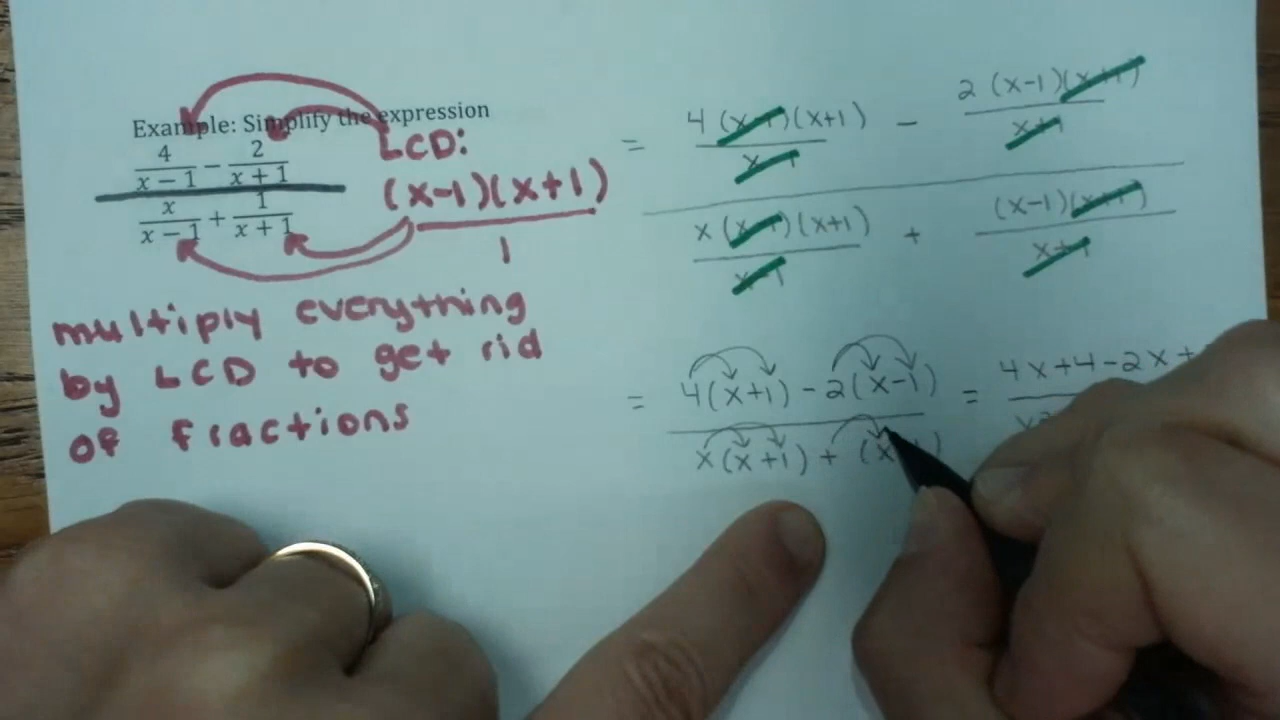 Example: Simplify the expression
4/(x − 1) − 2/(x + 1)
x/(x − 1) + 1/(x + 1)
LCD:
(x-1)(x+1)
1
multiply everything
by LCD to get rid
of fractions
= 4(x-1)(x+1)/(x-1) − 2(x-1)(x+1)/(x+1)
x(x-1)(x+1)/(x-1) + (x-1)(x+1)/(x+1)
= 4(x+1) − 2(x-1) = 4x+4-2x+
x(x+1) + (x